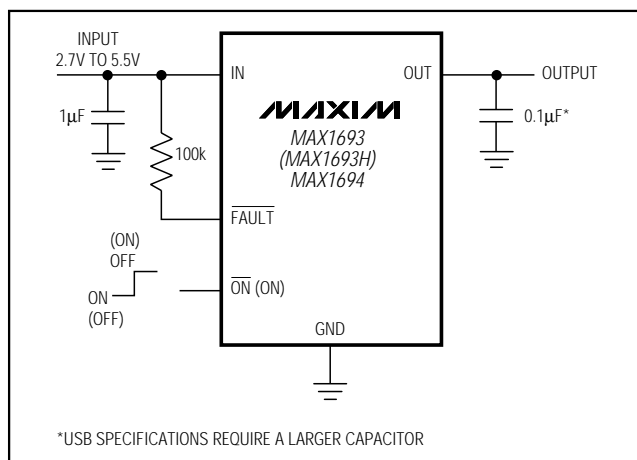 INPUT
2.7V TO 5.5V
IN
OUT
OUTPUT
1µF
0.1µF*
MAXIM
MAX1693
(MAX1693H)
MAX1694
100k
FAULT
(ON)
OFF
ON
(OFF)
ON (ON)
GND
*USB SPECIFICATIONS REQUIRE A LARGER CAPACITOR